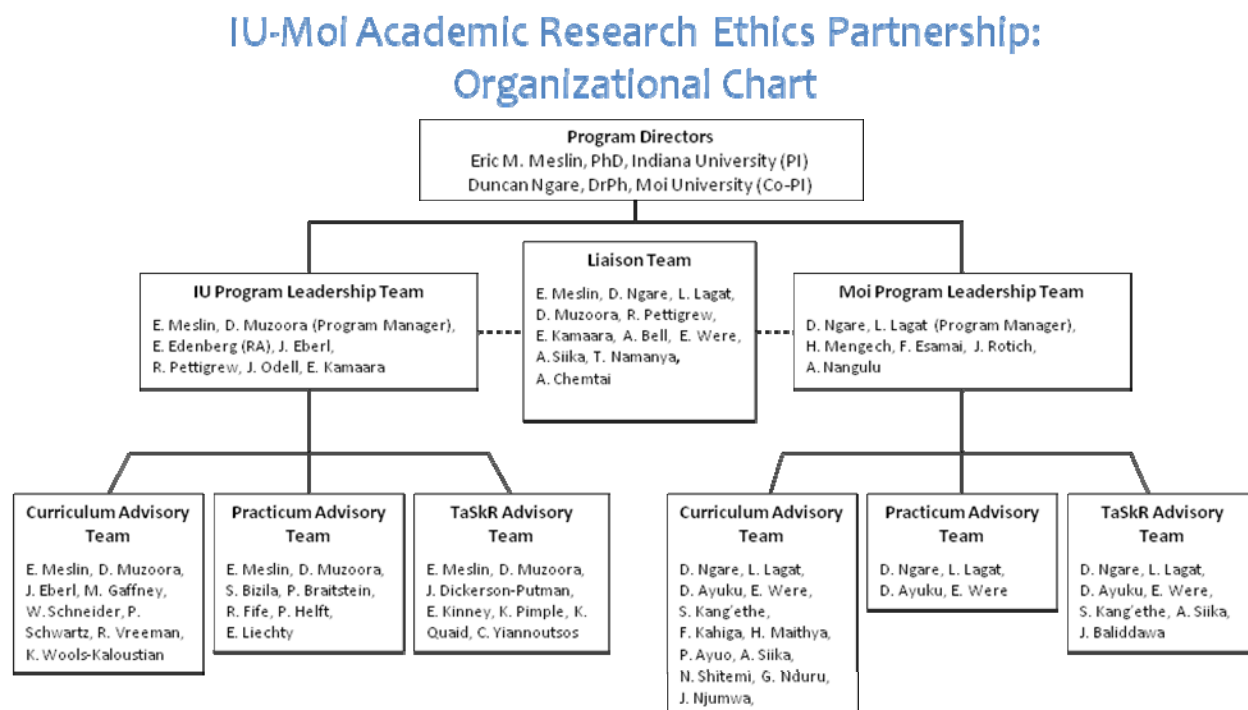 IU-Moi Academic Research Ethics Partnership:
Organizational Chart
Program Directors
Eric M. Meslin, PhD, Indiana University (PI)
Duncan Ngare, DrPh, Moi University (Co-PI)
Liaison Team
E. Meslin, D. Ngare, L. Lagat,
D. Muzoora, R. Pettigrew,
E. Kamaara, A. Bell, E. Were,
A. Siika, T. Namanya,
A. Chemtai
IU Program Leadership Team
E. Meslin, D. Muzoora (Program Manager),
E. Edenberg (RA), J. Eberl,
R. Pettigrew, J. Odell, E. Kamaara
Moi Program Leadership Team
D. Ngare, L. Lagat (Program Manager),
H. Mengech, F. Esamai, J. Rotich,
A. Nangulu
Curriculum Advisory
Team
E. Meslin, D. Muzoora,
J. Eberl, M. Gaffney,
W. Schneider, P.
Schwartz, R. Vreeman,
K. Wools-Kaloustian
Practicum Advisory
Team
E. Meslin, D. Muzoora,
S. Bizila, P. Braitstein,
R. Fife, P. Helft,
E. Liechty
TaSkR Advisory
Team
E. Meslin, D. Muzoora,
J. Dickerson-Putman,
E. Kinney, K. Pimple, K.
Quaid, C. Yiannoutsos
Curriculum Advisory
Team
D. Ngare, L. Lagat,
D. Ayuku, E. Were,
S. Kang'ethe,
F. Kahiga, H. Maithya,
P. Ayuo, A. Siika,
N. Shitemi, G. Nduru,
J. Njumwa,
Practicum Advisory
Team
D. Ngare, L. Lagat,
D. Ayuku, E. Were
TaSkR Advisory
Team
D. Ngare, L. Lagat,
D. Ayuku, E. Were,
S. Kang'ethe, A. Siika,
J. Baliddawa